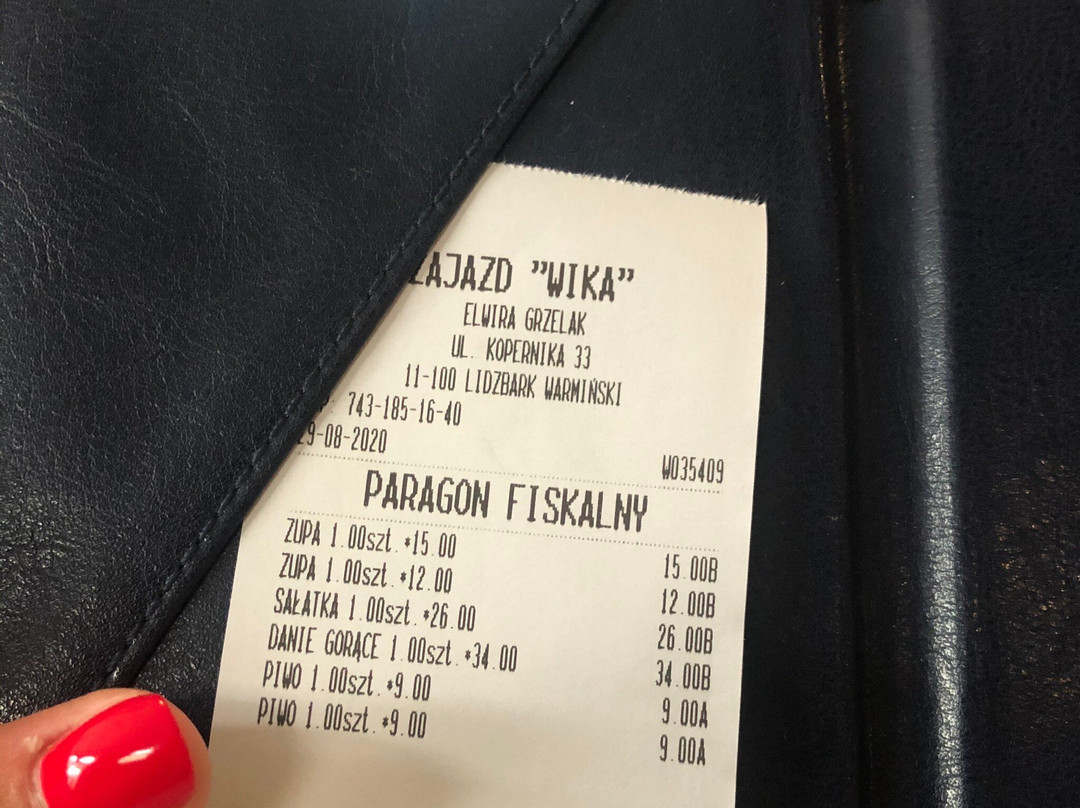 ZAJAZD "WIKA"
ELWIRA GRZELAK
UL. KOPERNIKA 33
11-100 LIDZBARK WARMIŃSKI
743-185-16-40
29-08-2020
W035409
PARAGON FISKALNY
ZUPA 1.00szt.*15.00 15.00B
ZUPA 1.00szt.*12.00 12.00B
SAŁATKA 1.00szt.*26.00 26.00B
DANIE GORĄCE 1.00szt.*34.00 34.00B
PIWO 1.00szt.*9.00 9.00A
PIWO 1.00szt.*9.00 9.00A